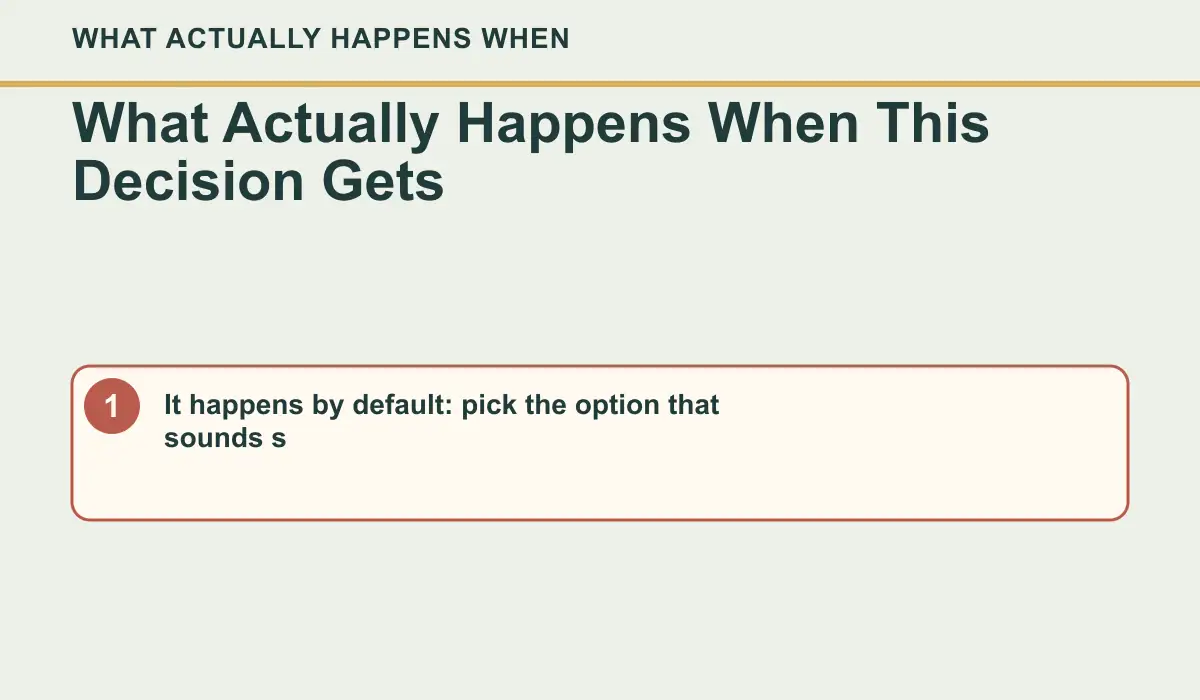 WHAT ACTUALLY HAPPENS WHEN
What Actually Happens When This
Decision Gets
1
It happens by default: pick the option that
sounds s